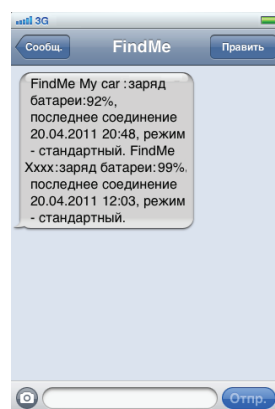 3G
Сообщ.
FindMe
Править
FindMe My car :заряд
батареи:92%,
последнее соединение
20.04.2011 20:48, режим
- стандартный. FindMe
Xxxx:заряд батареи:99%,
последнее соединение
20.04.2011 12:03, режим
- стандартный.
Отпр.